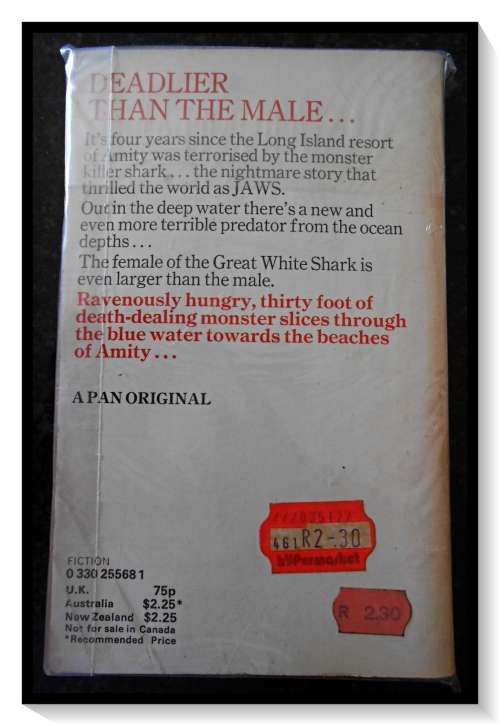 DEADLIER
THAN THE MALE...
It's four years since the Long Island resort
of Amity was terrorised by the monster
killer shark... the nightmare story that
thrilled the world as JAWS.
Out in the deep water there's a new and
even more terrible predator from the ocean
depths...
The female of the Great White Shark is
even larger than the male.
Ravenously hungry, thirty foot of
death-dealing monster slices through
the blue water towards the beaches
of Amity...
A PAN ORIGINAL
461 R2-30
hyPermarket
R 2.30
FICTION
0 330 25568 1
U.K. 75p
Australia $2.25*
New Zealand $2.25
Not for sale in Canada
*Recommended Price